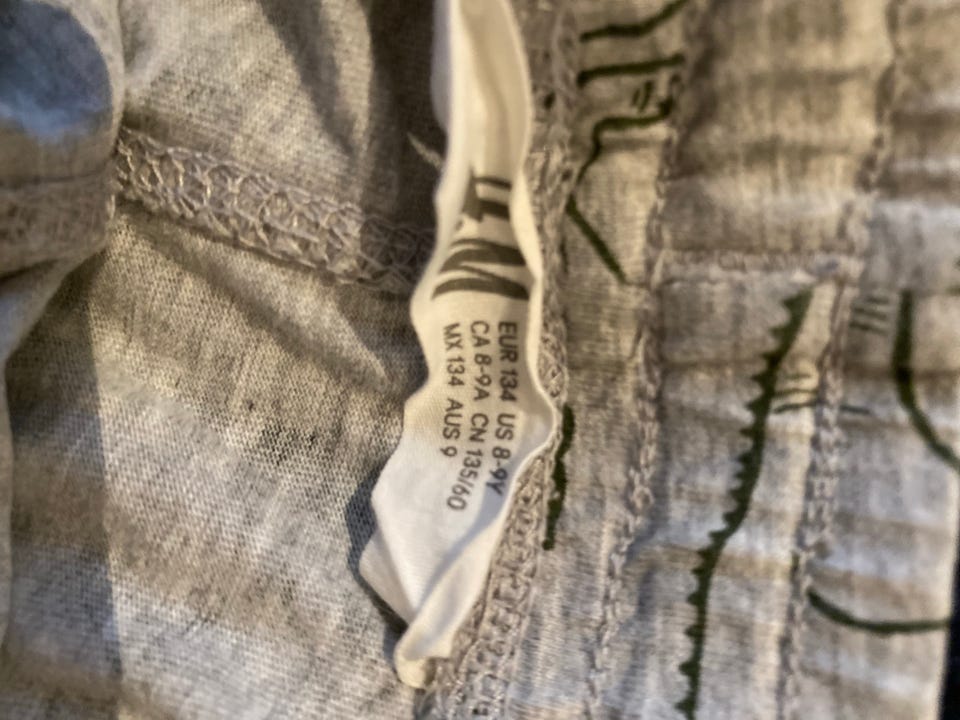 EUR 134 US 8-9Y
CA 8-9A CN 135/60
MX 134 AUS 9